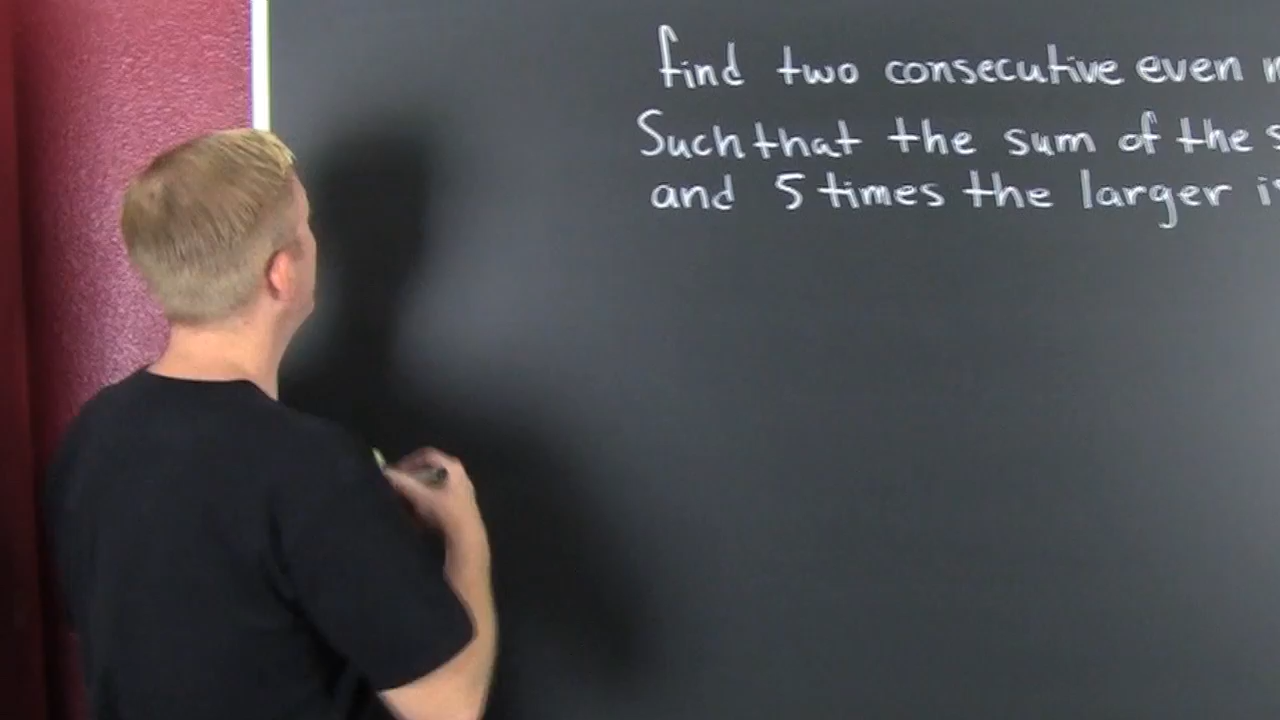 find two consecutive even
Such that the sum of the
and 5 times the larger